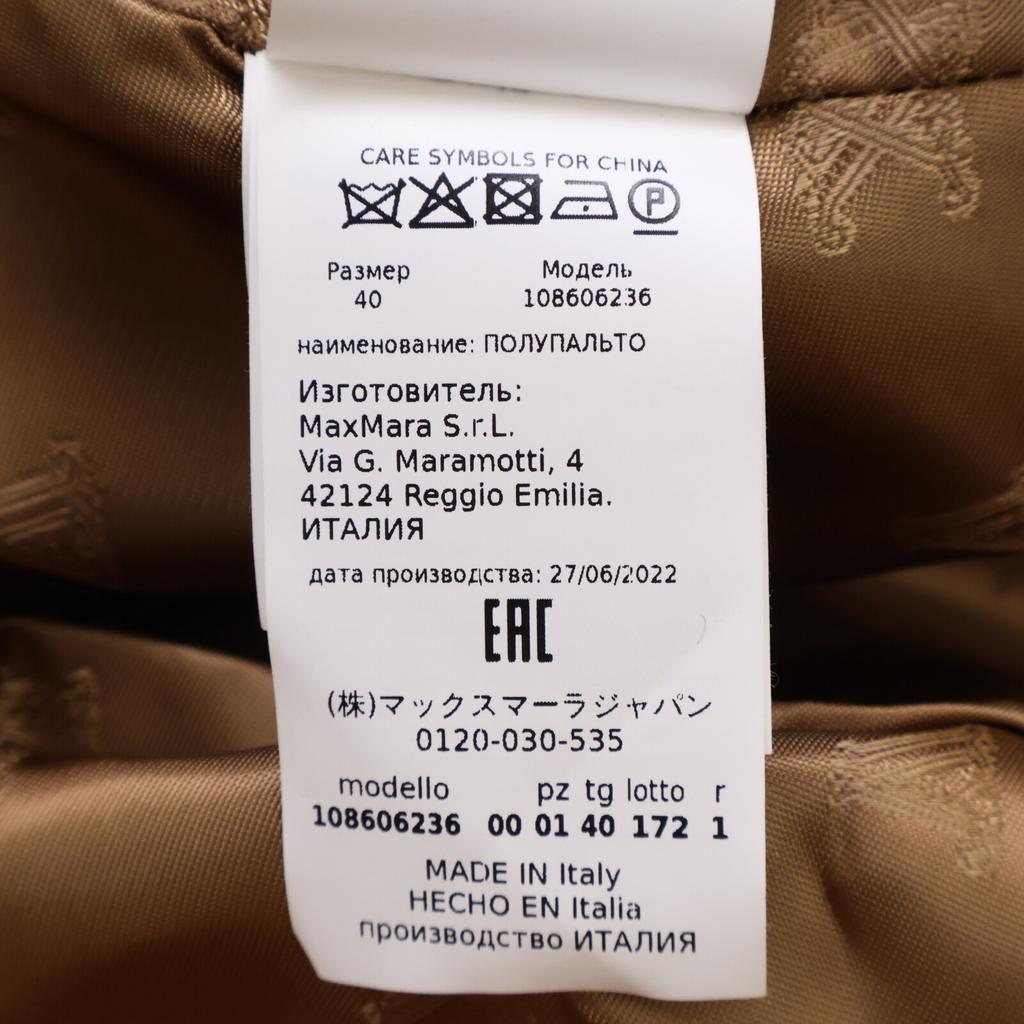 CARE SYMBOLS FOR CHINA
P
Размер Модель
40 108606236
наименование: ПОЛУПАЛЬТО
Изготовитель:
MaxMara S.r.L.
Via G. Maramotti, 4
42124 Reggio Emilia.
ИТАЛИЯ
дата производства: 27/06/2022
EAC
(株)マックスマーラジャパン
0120-030-535
modello pz tg lotto r
108606236 00 01 40 172 1
MADE IN Italy
HECHO EN Italia
производство ИТАЛИЯ